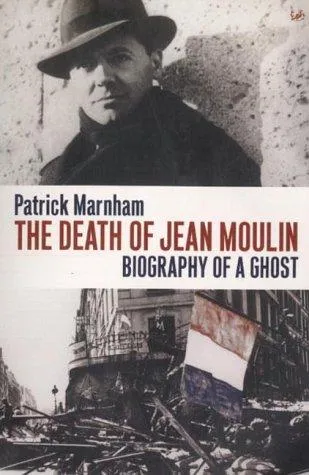 Patrick Marnham
THE DEATH OF JEAN MOULIN
BIOGRAPHY OF A GHOST